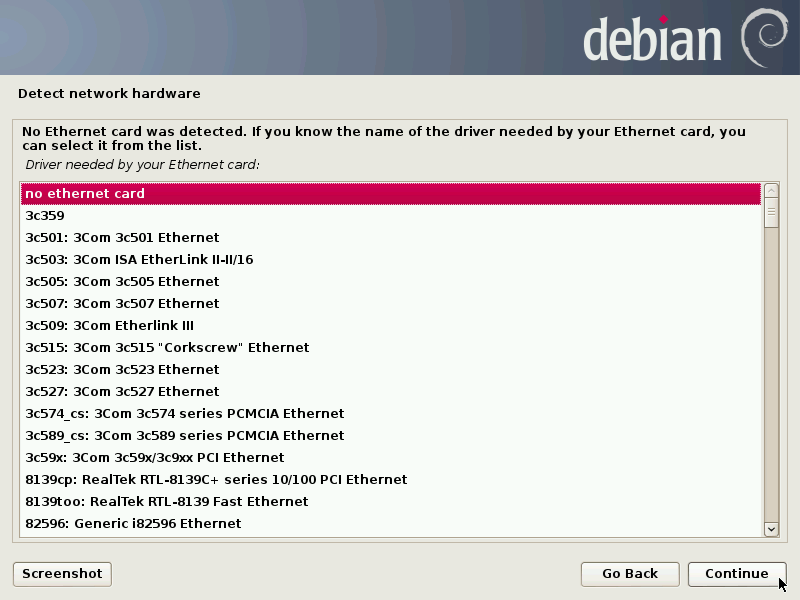 debian
Detect network hardware
No Ethernet card was detected. If you know the name of the driver needed by your Ethernet card, you
can select it from the list.
Driver needed by your Ethernet card:
no ethernet card
3c359
3c501: 3Com 3c501 Ethernet
3c503: 3Com ISA EtherLink II-II/16
3c505: 3Com 3c505 Ethernet
3c507: 3Com 3c507 Ethernet
3c509: 3Com Etherlink III
3c515: 3Com 3c515 "Corkscrew" Ethernet
3c523: 3Com 3c523 Ethernet
3c527: 3Com 3c527 Ethernet
3c574_cs: 3Com 3c574 series PCMCIA Ethernet
3c589_cs: 3Com 3c589 series PCMCIA Ethernet
3c59x: 3Com 3c59x/3c9xx PCI Ethernet
8139cp: RealTek RTL-8139C+ series 10/100 PCI Ethernet
8139too: RealTek RTL-8139 Fast Ethernet
82596: Generic i82596 Ethernet
Screenshot
Go Back
Continue